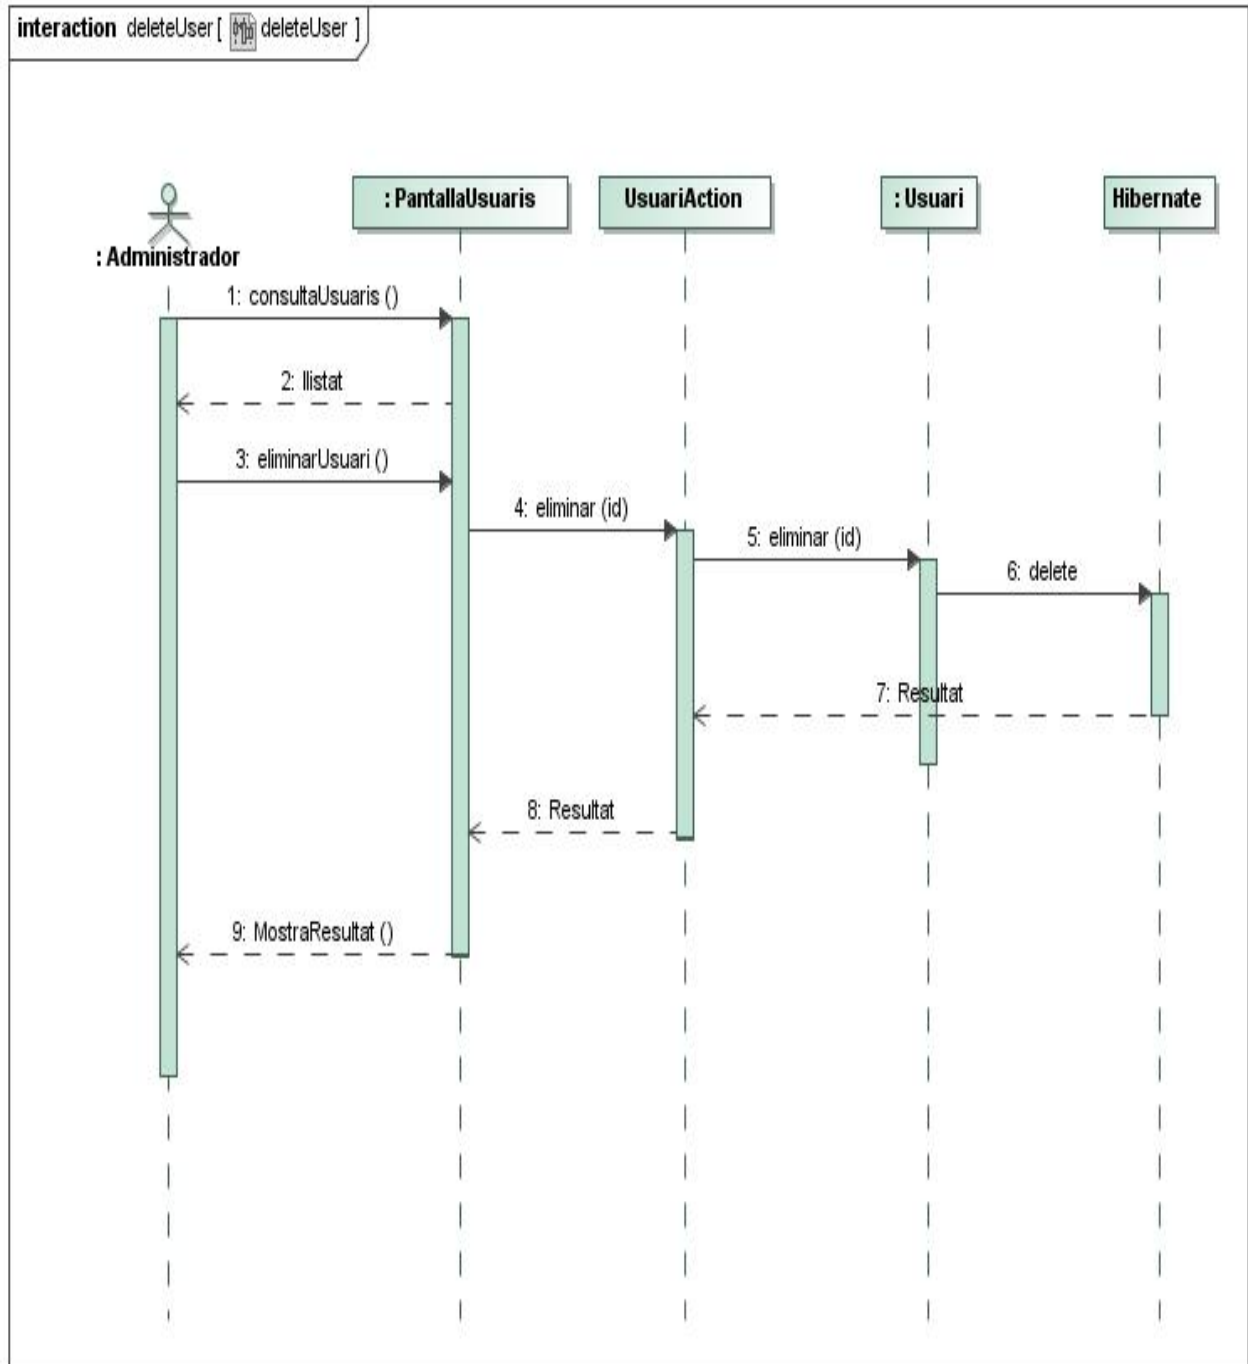 interaction deleteUser [ deleteUser ]
: Administrador
: PantallaUsuaris
UsuariAction
: Usuari
Hibernate
1: consultaUsuaris ()
2: llistat
3: eliminarUsuari ()
4: eliminar (id)
5: eliminar (id)
6: delete
7: Resultat
8: Resultat
9: MostraResultat ()